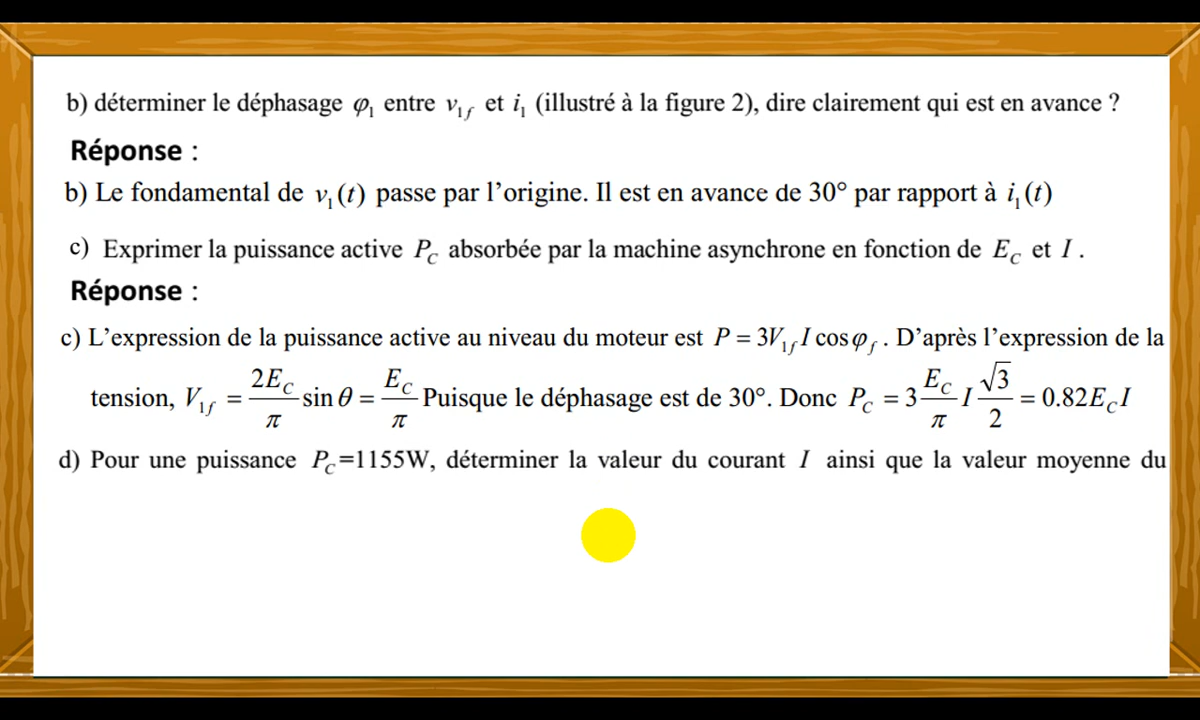 b) déterminer le déphasage φ₁ entre v₁f et i₁ (illustré à la figure 2), dire clairement qui est en avance ?
Réponse :
b) Le fondamental de v₁(t) passe par l’origine. Il est en avance de 30° par rapport à i₁(t)
c) Exprimer la puissance active P_C absorbée par la machine asynchrone en fonction de E_C et I .
Réponse :
c) L’expression de la puissance active au niveau du moteur est P = 3V₁f I cosφ_f . D’après l’expression de la
tension, V₁f = 2E_C/π sin θ = E_C/π Puisque le déphasage est de 30°. Donc P_C = 3 E_C/π I √3/2 = 0.82E_C I
d) Pour une puissance P_C=1155W, déterminer la valeur du courant I ainsi que la valeur moyenne du